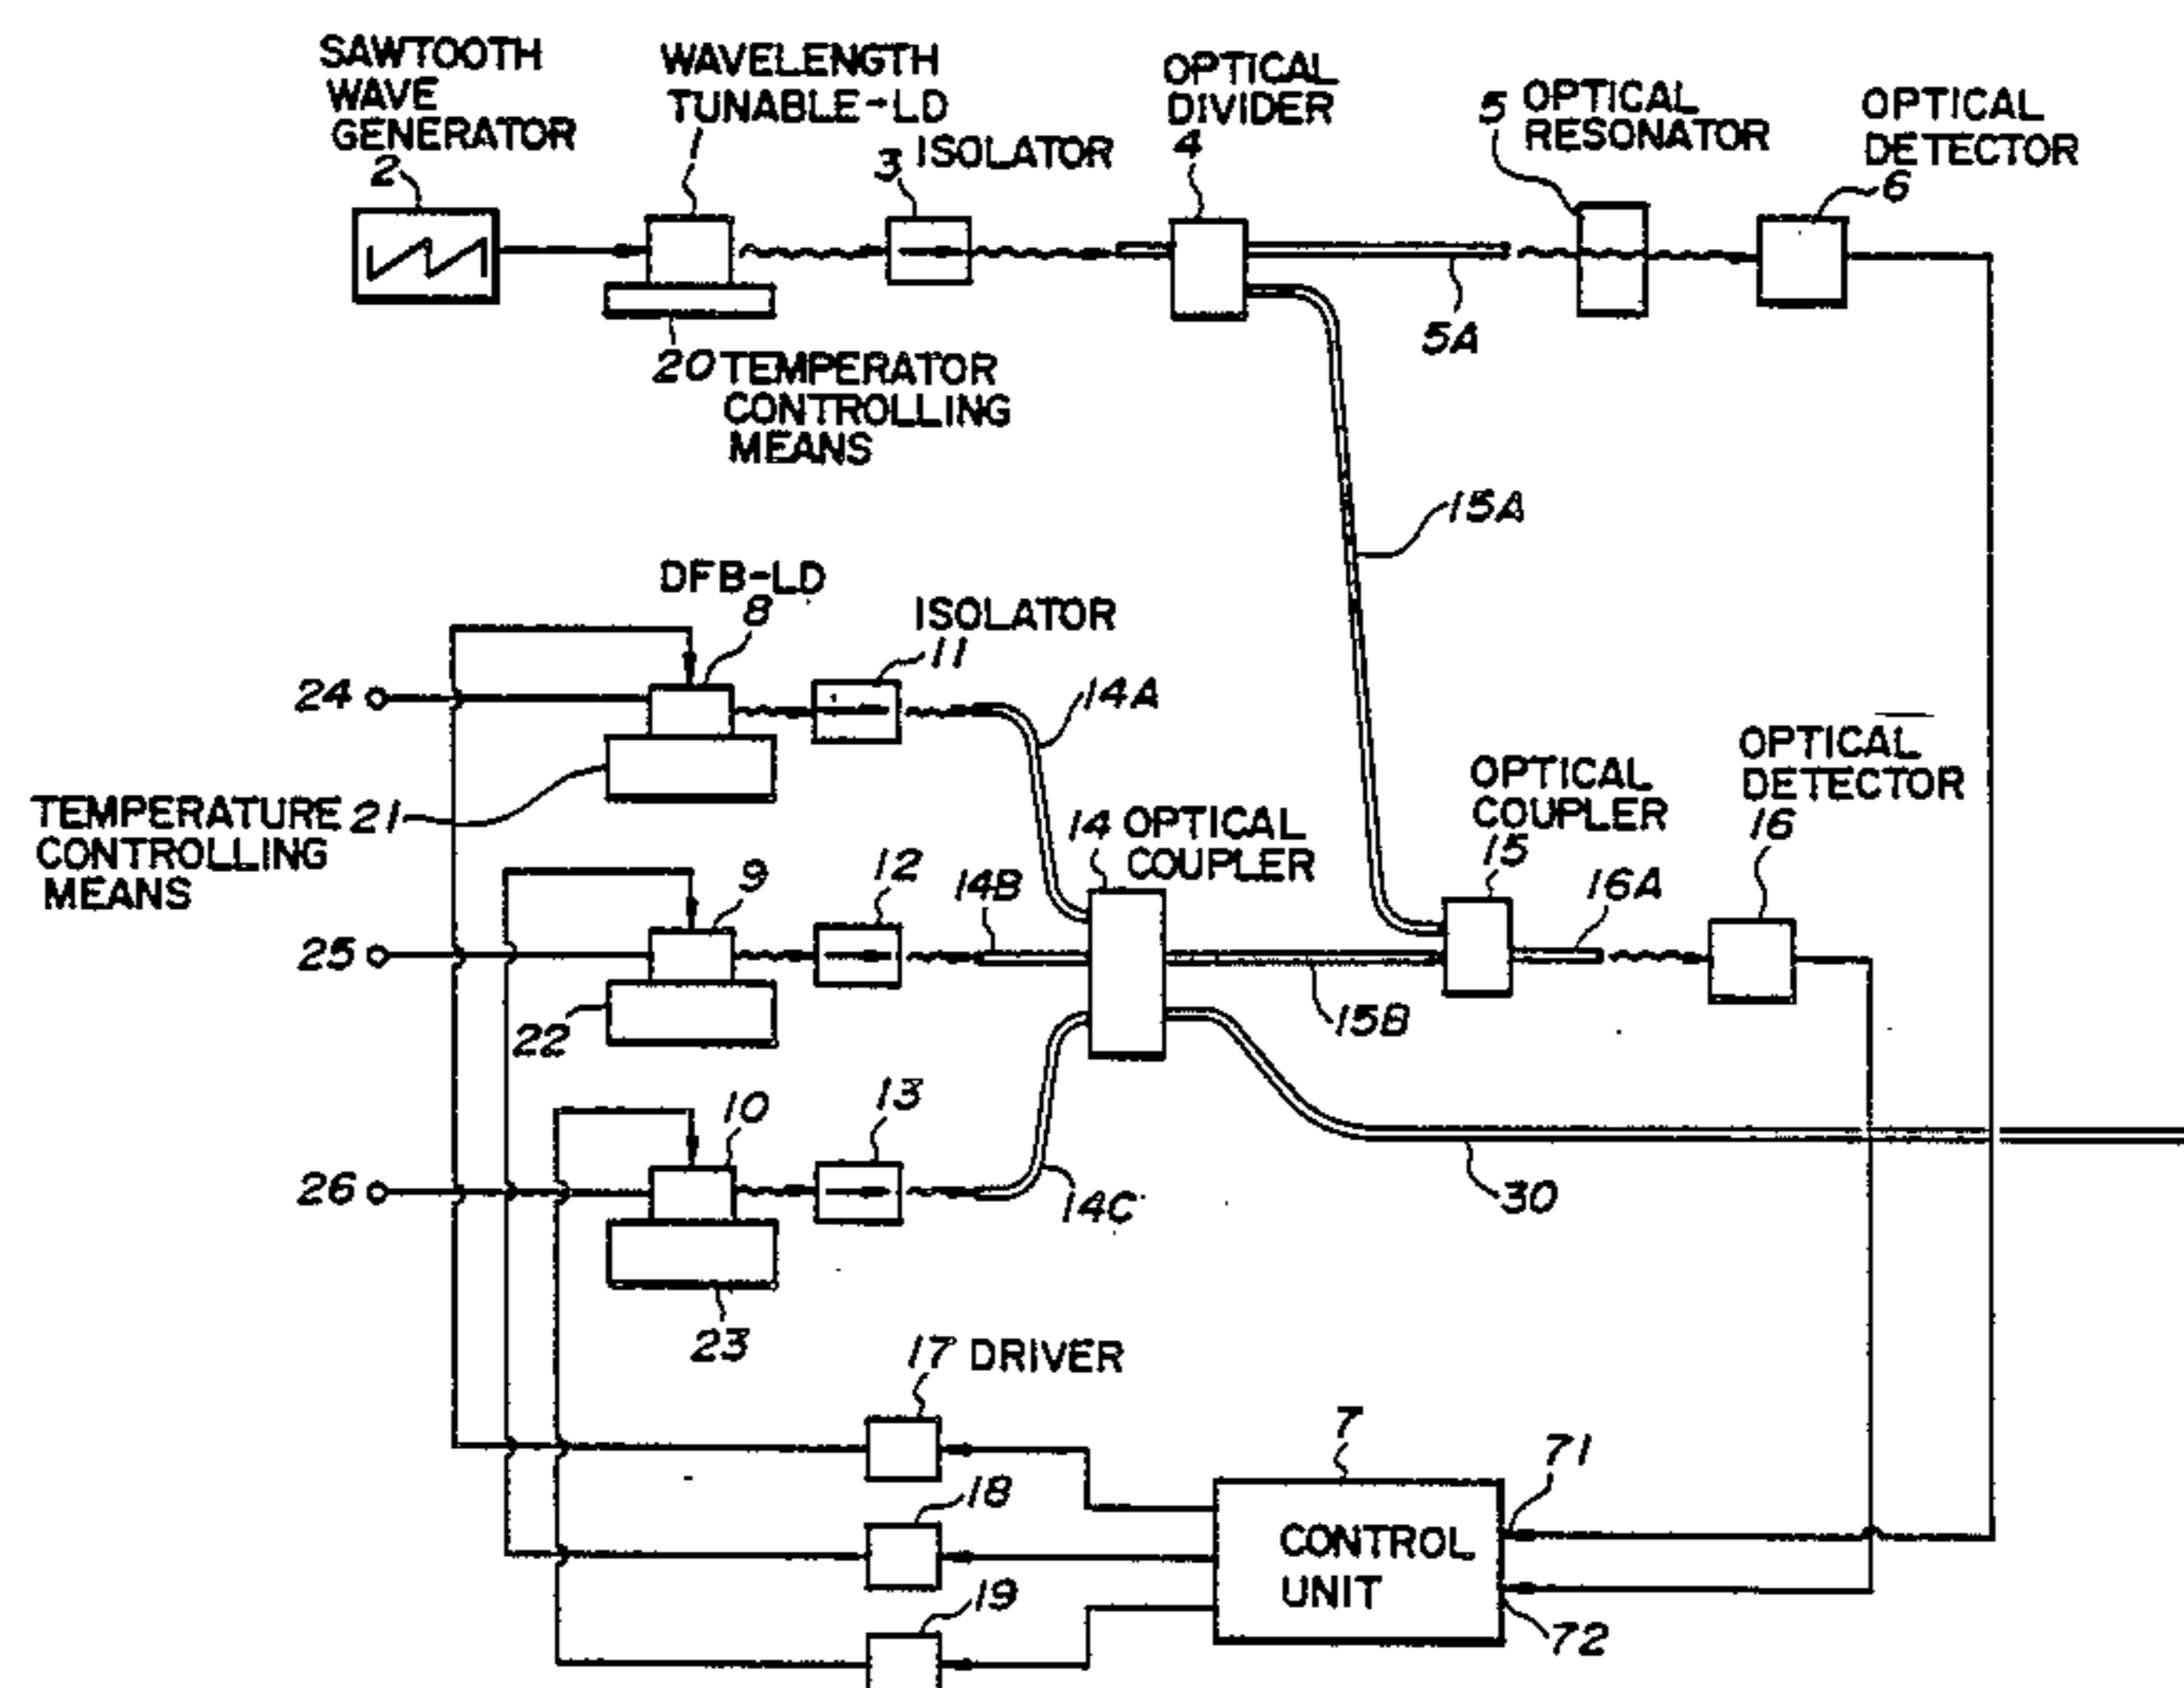 SAWTOOTH
WAVE
GENERATOR
2
WAVELENGTH
TUNABLE-LD
1
3 ISOLATOR
OPTICAL
DIVIDER
4
5 OPTICAL
RESONATOR
OPTICAL
DETECTOR
6
5A
20 TEMPERATOR
CONTROLLING
MEANS
15A
DFB-LD
8
ISOLATOR
11
24
14A
TEMPERATURE 21
CONTROLLING
MEANS
14 OPTICAL
COUPLER
OPTICAL
COUPLER
15
OPTICAL
DETECTOR
16
9
12
14B
16A
25
22
15B
10
13
26
14C
30
23
17 DRIVER
7
71
18
CONTROL
UNIT
19
72